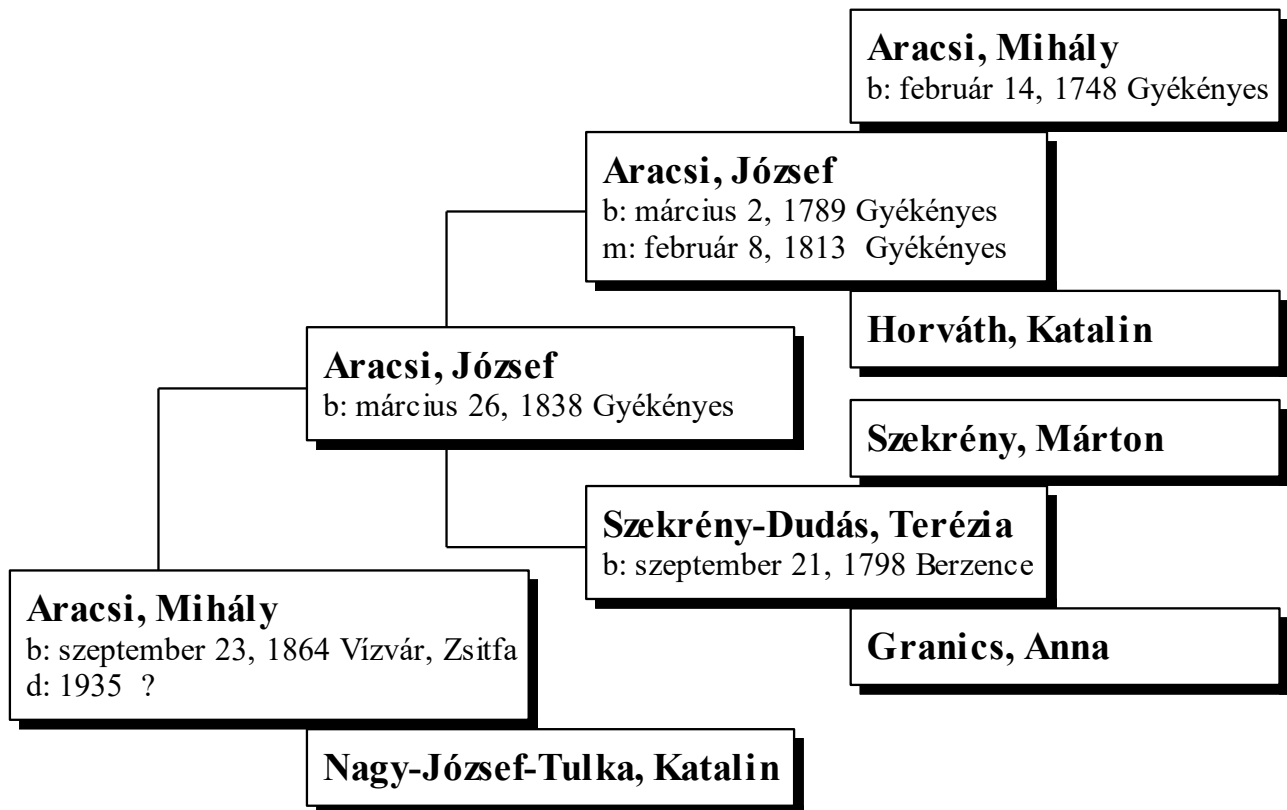 Aracsi, Mihály
b: február 14, 1748 Gyékényes
Aracsi, József
b: március 2, 1789 Gyékényes
m: február 8, 1813 Gyékényes
Horváth, Katalin
Aracsi, József
b: március 26, 1838 Gyékényes
Szekrény, Márton
Szekrény-Dudás, Terézia
b: szeptember 21, 1798 Berzence
Aracsi, Mihály
b: szeptember 23, 1864 Vízvár, Zsitfa
d: 1935 ?
Granics, Anna
Nagy-József-Tulka, Katalin